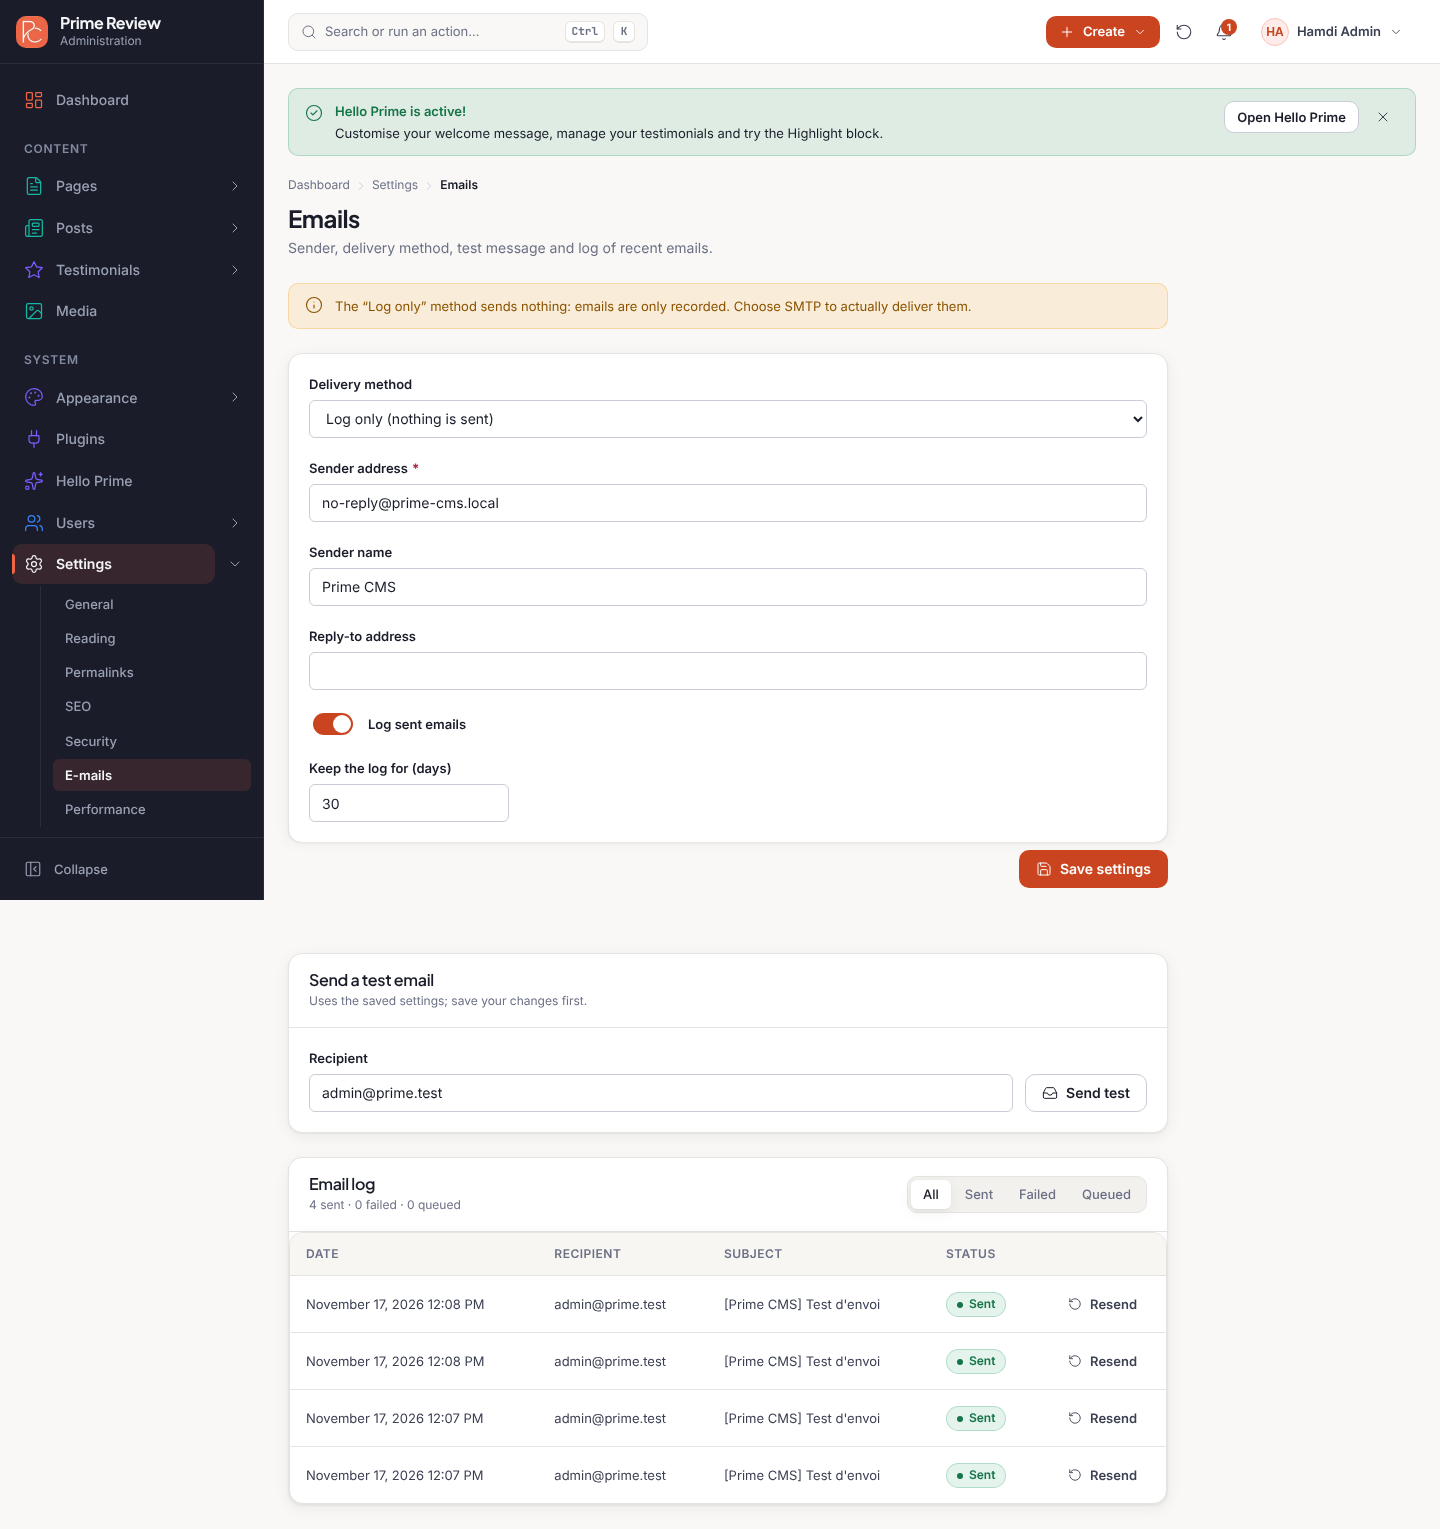 Prime Review
Administration
Search or run an action...
Ctrl K
Create
1
HA
Hamdi Admin
Dashboard
CONTENT
Pages
Posts
Testimonials
Media
SYSTEM
Appearance
Plugins
Hello Prime
Users
Settings
General
Reading
Permalinks
SEO
Security
E-mails
Performance
Collapse
Hello Prime is active!
Customise your welcome message, manage your testimonials and try the Highlight block.
Open Hello Prime
Dashboard > Settings > Emails
Emails
Sender, delivery method, test message and log of recent emails.
The “Log only” method sends nothing: emails are only recorded. Choose SMTP to actually deliver them.
Delivery method
Log only (nothing is sent)
Sender address *
no-reply@prime-cms.local
Sender name
Prime CMS
Reply-to address
Log sent emails
Keep the log for (days)
30
Save settings
Send a test email
Uses the saved settings; save your changes first.
Recipient
admin@prime.test
Send test
Email log
4 sent · 0 failed · 0 queued
All Sent Failed Queued
DATE RECIPIENT SUBJECT STATUS
November 17, 2026 12:08 PM admin@prime.test [Prime CMS] Test d'envoi Sent Resend
November 17, 2026 12:08 PM admin@prime.test [Prime CMS] Test d'envoi Sent Resend
November 17, 2026 12:07 PM admin@prime.test [Prime CMS] Test d'envoi Sent Resend
November 17, 2026 12:07 PM admin@prime.test [Prime CMS] Test d'envoi Sent Resend